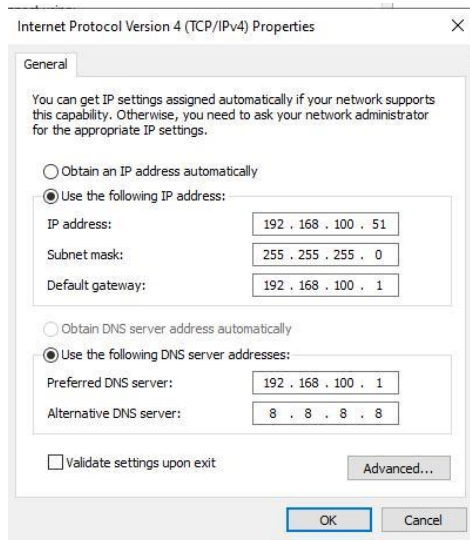 Internet Protocol Version 4 (TCP/IPv4) Properties
General
You can get IP settings assigned automatically if your network supports
this capability. Otherwise, you need to ask your network administrator
for the appropriate IP settings.
Obtain an IP address automatically
Use the following IP address:
IP address: 192 . 168 . 100 . 51
Subnet mask: 255 . 255 . 255 . 0
Default gateway: 192 . 168 . 100 . 1
Obtain DNS server address automatically
Use the following DNS server addresses:
Preferred DNS server: 192 . 168 . 100 . 1
Alternative DNS server: 8 . 8 . 8 . 8
Validate settings upon exit
Advanced...
OK Cancel